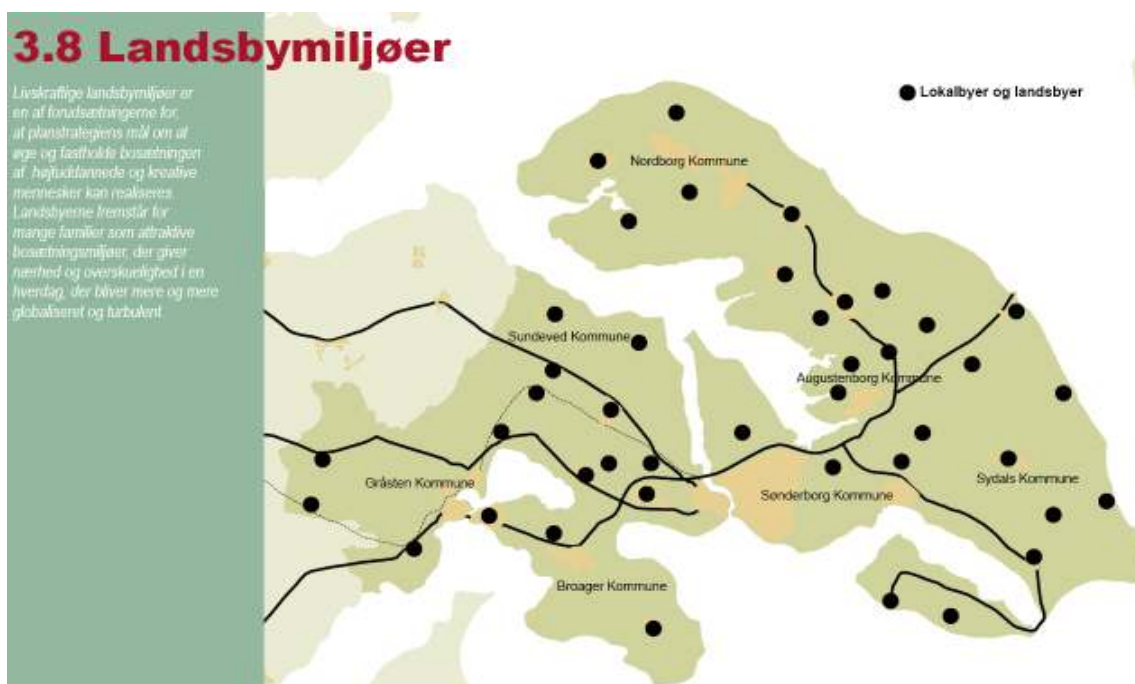 3.8 Landsbymiljøer
Livskraftige landsbymiljøer er
en af forudsætningerne for,
at planstrategiens mål om at
øge og fastholde bosætningen
af højtuddannede og kreative
mennesker kan realiseres.
Landsbyerne fremstår for
mange familier som attraktive
bosætningsmiljøer, der giver
nærhed og overskuelighed i en
hverdag, der bliver mere og mere
globaliseret og turbulent.
Lokalbyer og landsbyer
Nordborg Kommune
Sundeved Kommune
Augustenborg Kommune
Gråsten Kommune
Sønderborg Kommune
Sydals Kommune
Broager Kommune